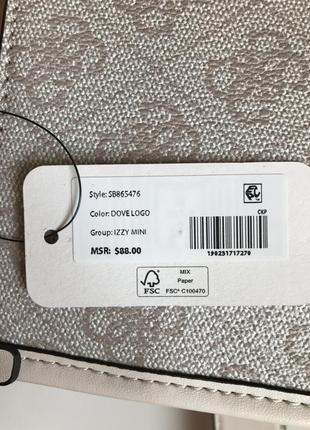 Style: SB865476
Color: DOVE LOGO
Group: IZZY MINI
MSR: $88.00
CKP
190231717270
FSC
MIX
Paper
FSC® C100470